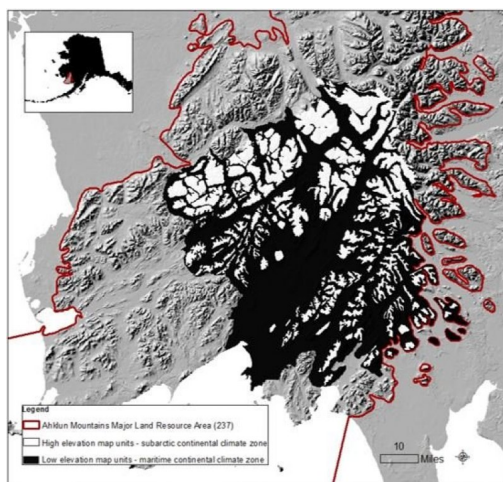 Legend
Ahklun Mountains Major Land Resource Area (237)
High elevation map units - subarctic continental climate zone
Low elevation map units - maritime continental climate zone
10
Miles